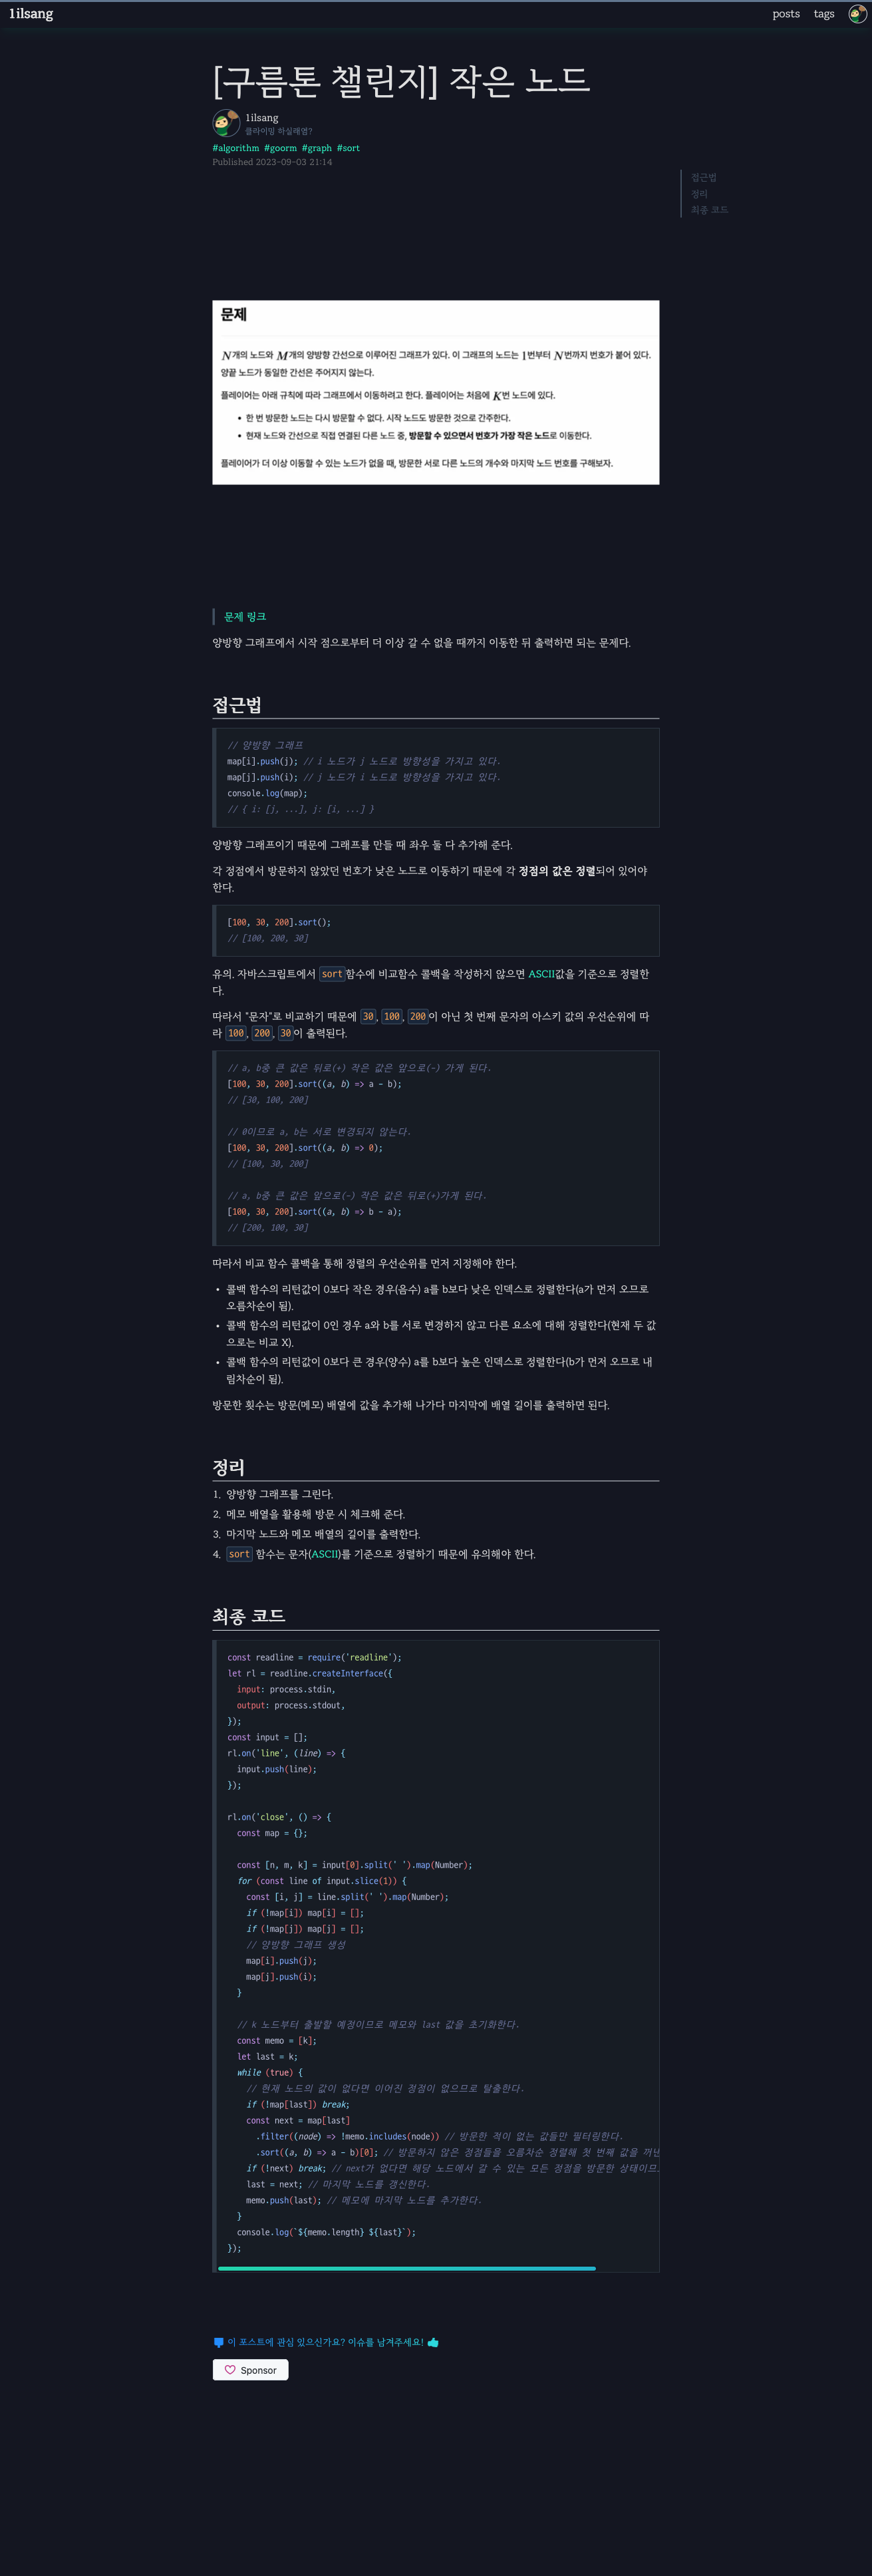 1ilsang
posts tags
[구름톤 챌린지] 작은 노드
1ilsang
클라이밍 하실래염?
#algorithm #goorm #graph #sort
Published 2023-09-03 21:14
접근법
정리
최종 코드
문제
N개의 노드와 M개의 양방향 간선으로 이루어진 그래프가 있다. 이 그래프의 노드는 1번부터 N번까지 번호가 붙어 있다.
양끝 노드가 동일한 간선은 주어지지 않는다.
플레이어는 아래 규칙에 따라 그래프에서 이동하려고 한다. 플레이어는 처음에 K번 노드에 있다.
• 한 번 방문한 노드는 다시 방문할 수 없다. 시작 노드도 방문한 것으로 간주한다.
• 현재 노드와 간선으로 직접 연결된 다른 노드 중, 방문할 수 있으면서 번호가 가장 작은 노드로 이동한다.
플레이어가 더 이상 이동할 수 있는 노드가 없을 때, 방문한 서로 다른 노드의 개수와 마지막 노드 번호를 구해보자.
문제 링크
양방향 그래프에서 시작 점으로부터 더 이상 갈 수 없을 때까지 이동한 뒤 출력하면 되는 문제다.
접근법
// 양방향 그래프
map[i].push(j); // i 노드가 j 노드로 방향성을 가지고 있다.
map[j].push(i); // j 노드가 i 노드로 방향성을 가지고 있다.
console.log(map);
// { i: [j, ...], j: [i, ...] }
양방향 그래프이기 때문에 그래프를 만들 때 좌우 둘 다 추가해 준다.
각 정점에서 방문하지 않았던 번호가 낮은 노드로 이동하기 때문에 각 정점의 값은 정렬되어 있어야
한다.
[100, 30, 200].sort();
// [100, 200, 30]
유의. 자바스크립트에서 sort함수에 비교함수 콜백을 작성하지 않으면 ASCII값을 기준으로 정렬한
다.
따라서 "문자"로 비교하기 때문에 30, 100, 200이 아닌 첫 번째 문자의 아스키 값의 우선순위에 따
라 100, 200, 30이 출력된다.
// a, b중 큰 값은 뒤로(+) 작은 값은 앞으로(-) 가게 된다.
[100, 30, 200].sort((a, b) => a - b);
// [30, 100, 200]
// 0이므로 a, b는 서로 변경되지 않는다.
[100, 30, 200].sort((a, b) => 0);
// [100, 30, 200]
// a, b중 큰 값은 앞으로(-) 작은 값은 뒤로(+)가게 된다.
[100, 30, 200].sort((a, b) => b - a);
// [200, 100, 30]
따라서 비교 함수 콜백을 통해 정렬의 우선순위를 먼저 지정해야 한다.
• 콜백 함수의 리턴값이 0보다 작은 경우(음수) a를 b보다 낮은 인덱스로 정렬한다(a가 먼저 오므로
오름차순이 됨).
• 콜백 함수의 리턴값이 0인 경우 a와 b를 서로 변경하지 않고 다른 요소에 대해 정렬한다(현재 두 값
으로는 비교 X).
• 콜백 함수의 리턴값이 0보다 큰 경우(양수) a를 b보다 높은 인덱스로 정렬한다(b가 먼저 오므로 내
림차순이 됨).
방문한 횟수는 방문(메모) 배열에 값을 추가해 나가다 마지막에 배열 길이를 출력하면 된다.
정리
1. 양방향 그래프를 그린다.
2. 메모 배열을 활용해 방문 시 체크해 준다.
3. 마지막 노드와 메모 배열의 길이를 출력한다.
4. sort 함수는 문자(ASCII)를 기준으로 정렬하기 때문에 유의해야 한다.
최종 코드
const readline = require('readline');
let rl = readline.createInterface({
input: process.stdin,
output: process.stdout,
});
const input = [];
rl.on('line', (line) => {
input.push(line);
});
rl.on('close', () => {
const map = {};
const [n, m, k] = input[0].split(' ').map(Number);
for (const line of input.slice(1)) {
const [i, j] = line.split(' ').map(Number);
if (!map[i]) map[i] = [];
if (!map[j]) map[j] = [];
// 양방향 그래프 생성
map[i].push(j);
map[j].push(i);
}
// k 노드부터 출발할 예정이므로 메모와 last 값을 초기화한다.
const memo = [k];
let last = k;
while (true) {
// 현재 노드의 값이 없다면 이어진 정점이 없으므로 탈출한다.
if (!map[last]) break;
const next = map[last]
.filter((node) => !memo.includes(node)) // 방문한 적이 없는 값들만 필터링한다.
.sort((a, b) => a - b)[0]; // 방문하지 않은 정점들을 오름차순 정렬해 첫 번째 값을 꺼낸
if (!next) break; // next가 없다면 해당 노드에서 갈 수 있는 모든 정점을 방문한 상태이므로
last = next; // 마지막 노드를 갱신한다.
memo.push(last); // 메모에 마지막 노드를 추가한다.
}
console.log(`${memo.length} ${last}`);
});
이 포스트에 관심 있으신가요? 이슈를 남겨주세요!
Sponsor